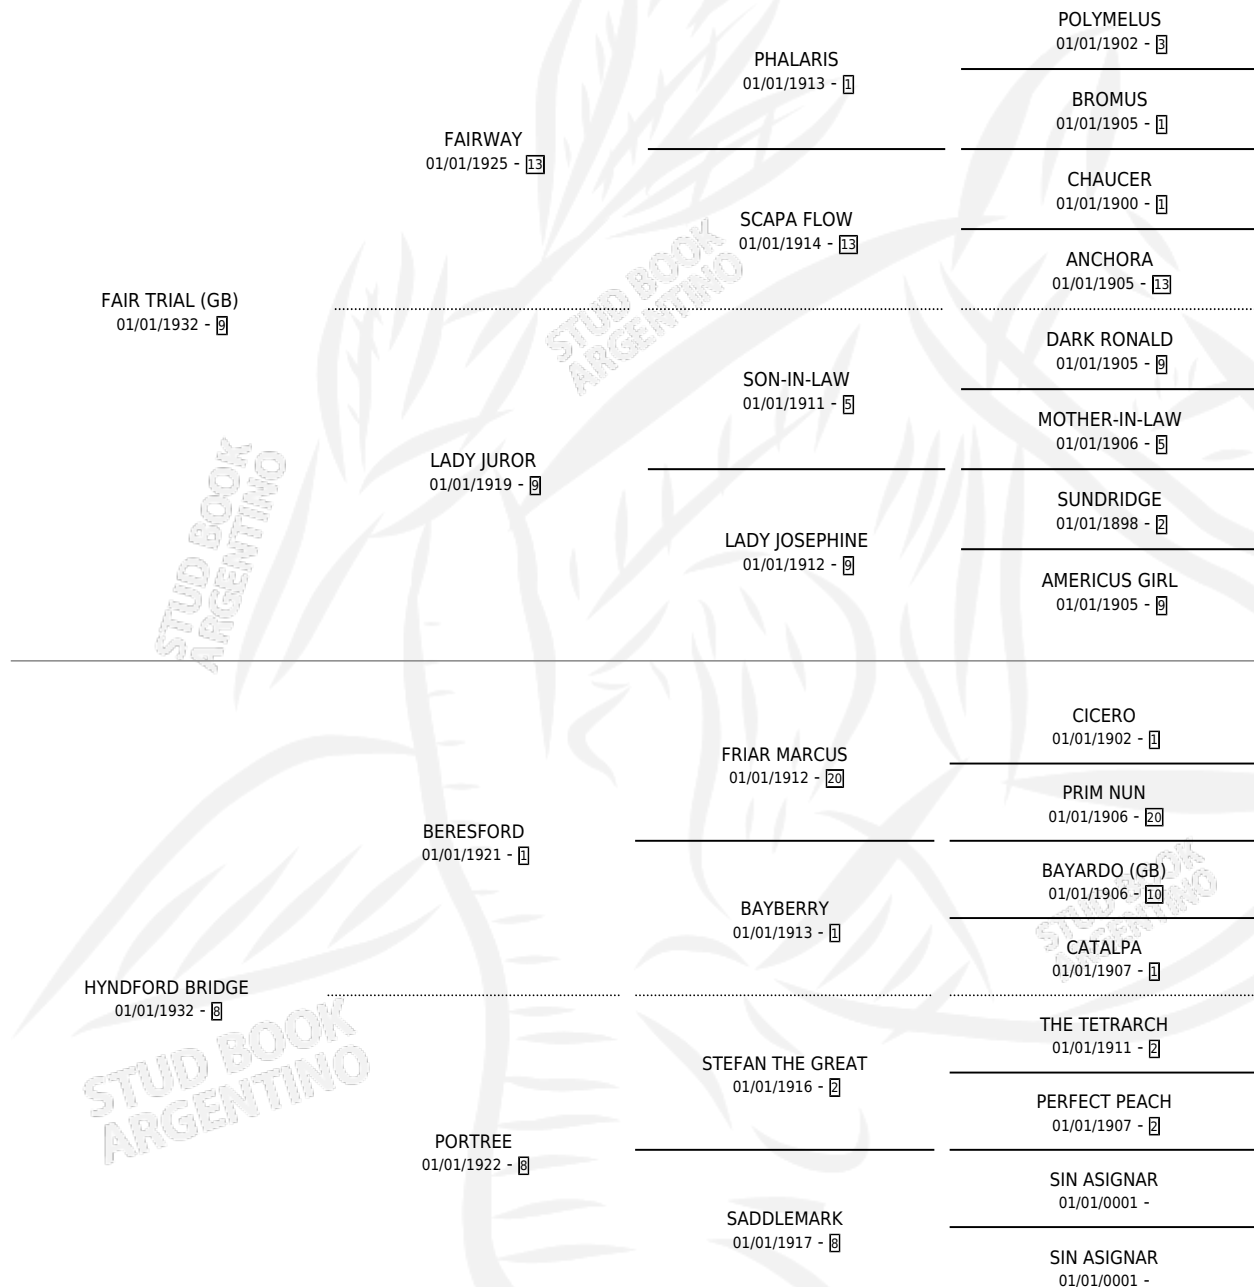 POLYMELUS
01/01/1902 - 3
PHALARIS
01/01/1913 - 1
BROMUS
01/01/1905 - 1
FAIRWAY
01/01/1925 - 13
CHAUCER
01/01/1900 - 1
SCAPA FLOW
01/01/1914 - 13
ANCHORA
01/01/1905 - 13
FAIR TRIAL (GB)
01/01/1932 - 9
DARK RONALD
01/01/1905 - 9
SON-IN-LAW
01/01/1911 - 5
MOTHER-IN-LAW
01/01/1906 - 5
LADY JUROR
01/01/1919 - 9
SUNDRIDGE
01/01/1898 - 2
LADY JOSEPHINE
01/01/1912 - 9
AMERICUS GIRL
01/01/1905 - 9
CICERO
01/01/1902 - 1
FRIAR MARCUS
01/01/1912 - 20
PRIM NUN
01/01/1906 - 20
BERESFORD
01/01/1921 - 1
BAYARDO (GB)
01/01/1906 - 10
BAYBERRY
01/01/1913 - 1
CATALPA
01/01/1907 - 1
HYNDFORD BRIDGE
01/01/1932 - 8
THE TETRARCH
01/01/1911 - 2
STEFAN THE GREAT
01/01/1916 - 2
PERFECT PEACH
01/01/1907 - 2
PORTREE
01/01/1922 - 8
SIN ASIGNAR
01/01/0001 -
SADDLEMARK
01/01/1917 - 8
SIN ASIGNAR
01/01/0001 -
STUD BOOK
ARGENTINO
STUD BOOK
ARGENTINO
STUD BOOK
ARGENTINO
STUD BOOK
ARGENTINO